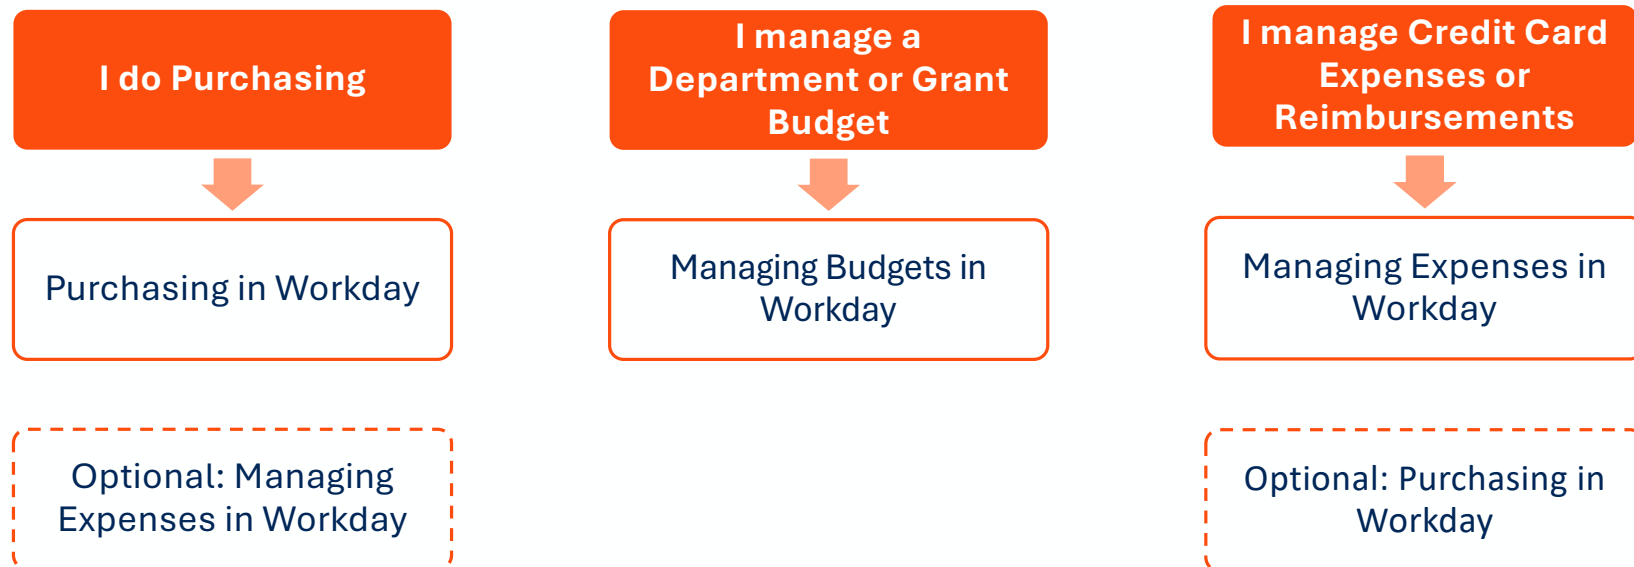 I do Purchasing
I manage a
Department or Grant
Budget
I manage Credit Card
Expenses or
Reimbursements
Purchasing in Workday
Managing Budgets in
Workday
Managing Expenses in
Workday
Optional: Managing
Expenses in Workday
Optional: Purchasing in
Workday